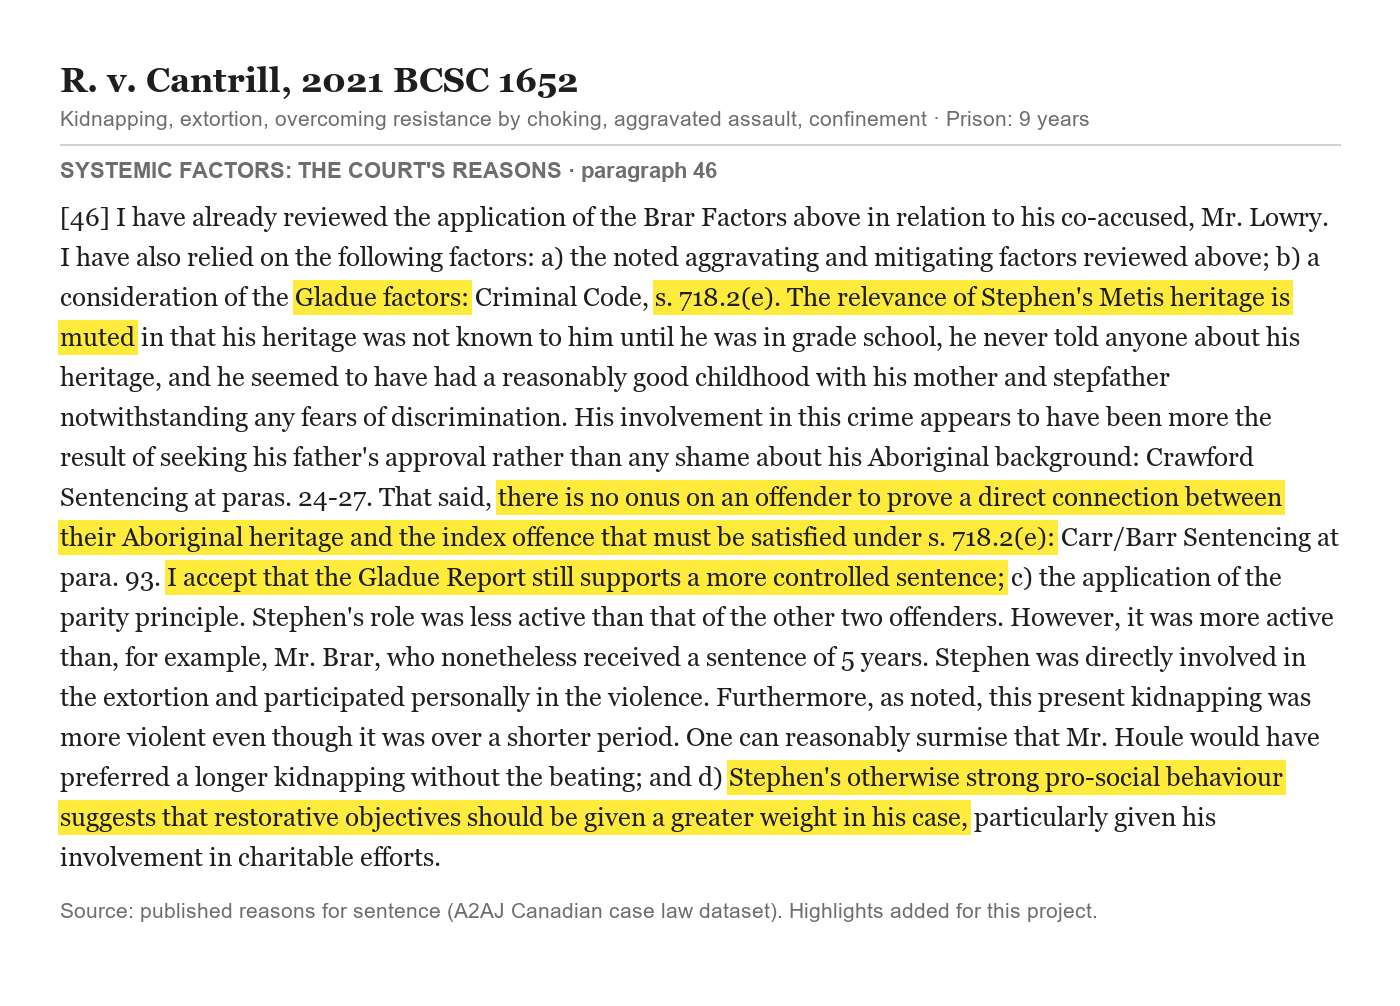 R. v. Cantrill, 2021 BCSC 1652
Kidnapping, extortion, overcoming resistance by choking, aggravated assault, confinement · Prison: 9 years
SYSTEMIC FACTORS: THE COURT'S REASONS · paragraph 46
[46] I have already reviewed the application of the Brar Factors above in relation to his co-accused, Mr. Lowry.
I have also relied on the following factors: a) the noted aggravating and mitigating factors reviewed above; b) a
consideration of the Gladue factors: Criminal Code, s. 718.2(e). The relevance of Stephen's Metis heritage is
muted in that his heritage was not known to him until he was in grade school, he never told anyone about his
heritage, and he seemed to have had a reasonably good childhood with his mother and stepfather
notwithstanding any fears of discrimination. His involvement in this crime appears to have been more the
result of seeking his father's approval rather than any shame about his Aboriginal background: Crawford
Sentencing at paras. 24-27. That said, there is no onus on an offender to prove a direct connection between
their Aboriginal heritage and the index offence that must be satisfied under s. 718.2(e): Carr/Barr Sentencing at
para. 93. I accept that the Gladue Report still supports a more controlled sentence; c) the application of the
parity principle. Stephen's role was less active than that of the other two offenders. However, it was more active
than, for example, Mr. Brar, who nonetheless received a sentence of 5 years. Stephen was directly involved in
the extortion and participated personally in the violence. Furthermore, as noted, this present kidnapping was
more violent even though it was over a shorter period. One can reasonably surmise that Mr. Houle would have
preferred a longer kidnapping without the beating; and d) Stephen's otherwise strong pro-social behaviour
suggests that restorative objectives should be given a greater weight in his case, particularly given his
involvement in charitable efforts.
Source: published reasons for sentence (A2AJ Canadian case law dataset). Highlights added for this project.